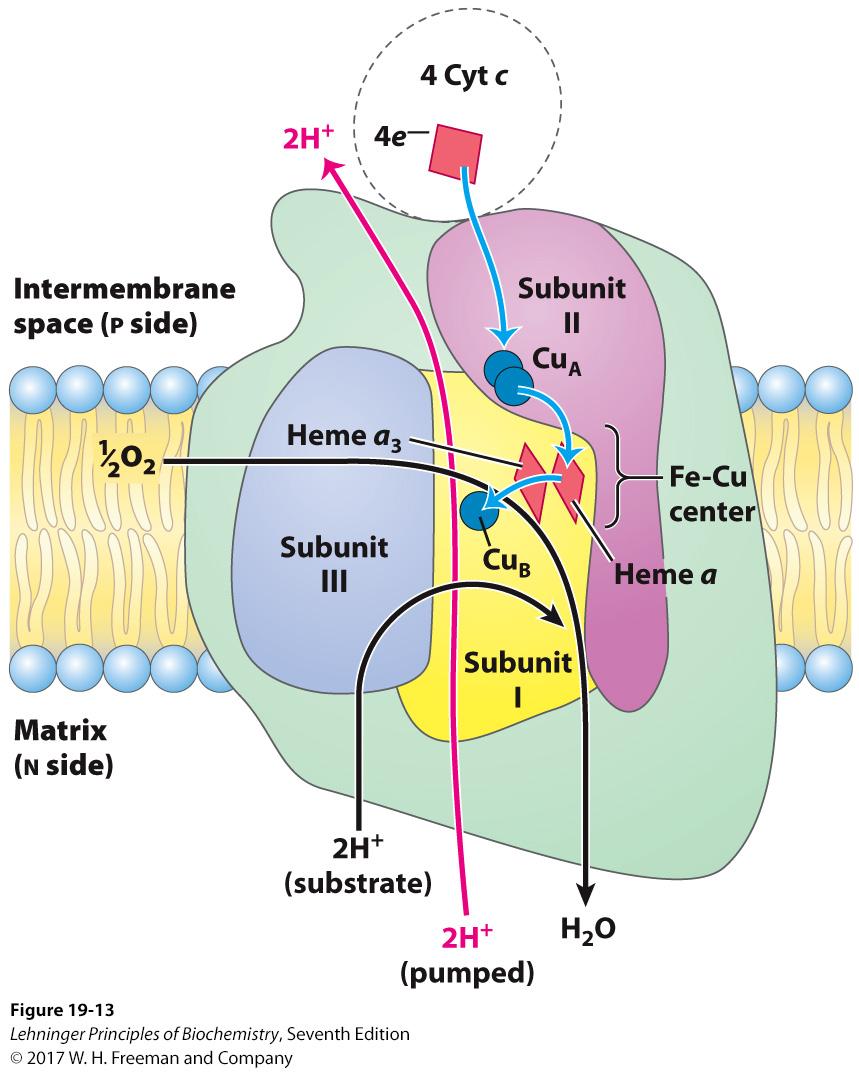 4 Cyt c
4e—
2H⁺
Intermembrane
space (P side)
Subunit
II
CuA
Heme a₃
½O₂
Fe-Cu
center
Subunit
III
CuB
Heme a
Subunit
I
Matrix
(N side)
2H⁺
(substrate)
2H⁺
(pumped)
H₂O
Figure 19-13
Lehninger Principles of Biochemistry, Seventh Edition
© 2017 W. H. Freeman and Company